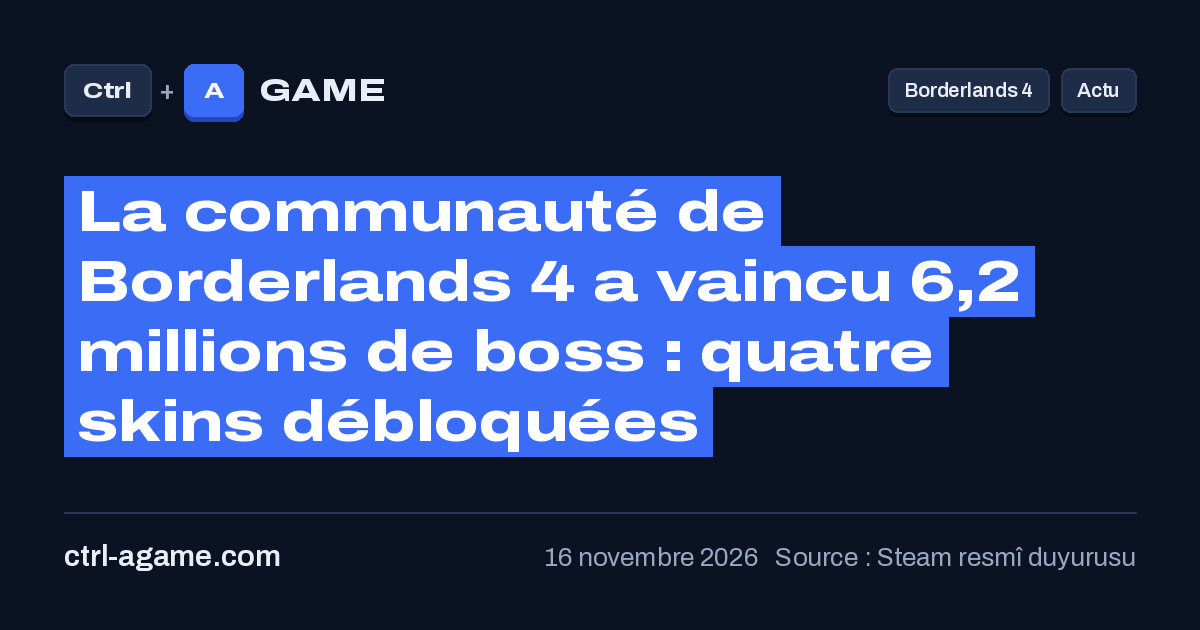 Ctrl + A GAME
Borderlands 4 Actu
La communauté de
Borderlands 4 a vaincu 6,2
millions de boss : quatre
skins débloquées
ctrl-agame.com
16 novembre 2026 Source : Steam resmî duyurusu